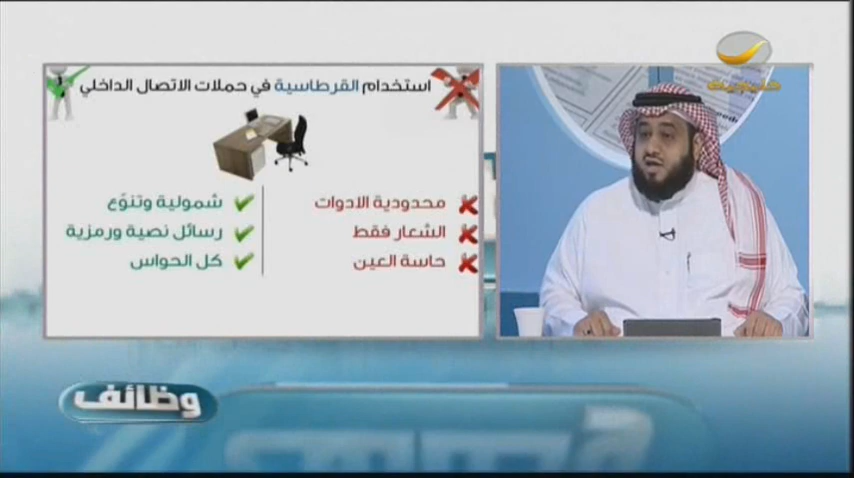 استخدام القرطاسية في حملات الاتصال الداخلي
محدودية الادوات
الشعار فقط
حاسة العين
شمولية وتنوّع
رسائل نصية ورمزية
كل الحواس
خليجية
وظائف